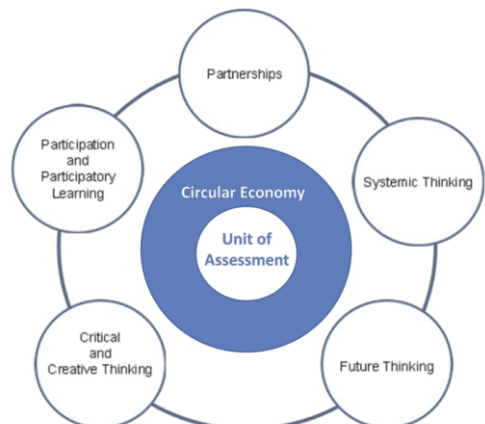 Partnerships
Participation
and
Participatory
Learning
Systemic Thinking
Circular Economy
Unit of
Assessment
Critical
and
Creative Thinking
Future Thinking